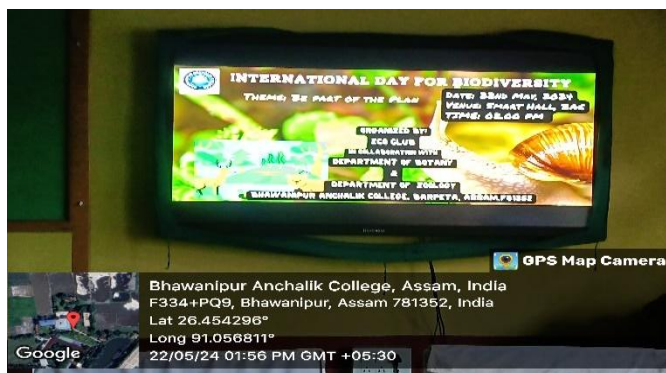 INTERNATIONAL DAY FOR BIODIVERSITY
THEME: BE PART OF THE PLAN
DATE: 22ND MAY, 2024
VENUE: SMART HALL, BAC
TIME: 02.00 PM
ORGANIZED BY:
ECO CLUB
IN COLLABORATION WITH
DEPARTMENT OF BOTANY
&
DEPARTMENT OF ZOOLOGY
BHAWANIPUR ANCHALIK COLLEGE, BARPETA, ASSAM,781352
GPS Map Camera
Bhawanipur Anchalik College, Assam, India
F334+PQ9, Bhawanipur, Assam 781352, India
Lat 26.454296°
Long 91.056811°
22/05/24 01:56 PM GMT +05:30
Google